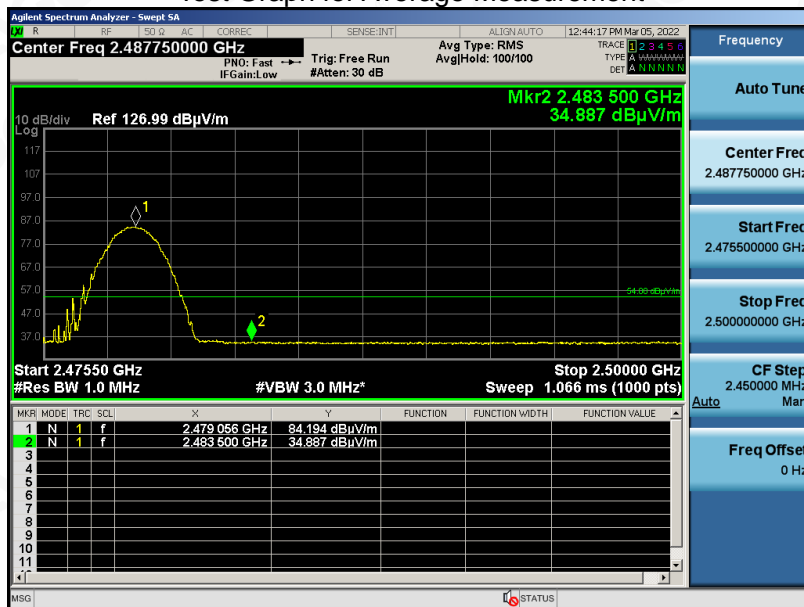 Test Graph for Average Measurement
Agilent Spectrum Analyzer - Swept SA
LXI R RF 50 Ω AC CORREC SENSE:INT ALIGN AUTO 12:44:17 PM Mar 05, 2022
Center Freq 2.487750000 GHz
PNO: Fast
IFGain:Low
Trig: Free Run
#Atten: 30 dB
Avg Type: RMS
Avg|Hold: 100/100
TRACE 1 2 3 4 5 6
TYPE A WWWWW
DET A N N N N N
Mkr2 2.483 500 GHz
34.887 dBµV/m
10 dB/div Ref 126.99 dBµV/m
Log
117
107
97.0
87.0
77.0
67.0
57.0
47.0
37.0
1
2
54.00 dBµV/m
Start 2.47550 GHz Stop 2.50000 GHz
#Res BW 1.0 MHz #VBW 3.0 MHz* Sweep 1.066 ms (1000 pts)
MKR MODE TRC SCL X Y FUNCTION FUNCTION WIDTH FUNCTION VALUE
1 N 1 f 2.479 056 GHz 84.194 dBµV/m
2 N 1 f 2.483 500 GHz 34.887 dBµV/m
3
4
5
6
7
8
9
10
11
MSG STATUS
Frequency
Auto Tune
Center Freq
2.487750000 GHz
Start Freq
2.475500000 GHz
Stop Freq
2.500000000 GHz
CF Step
2.450000 MHz
Auto Man
Freq Offset
0 Hz